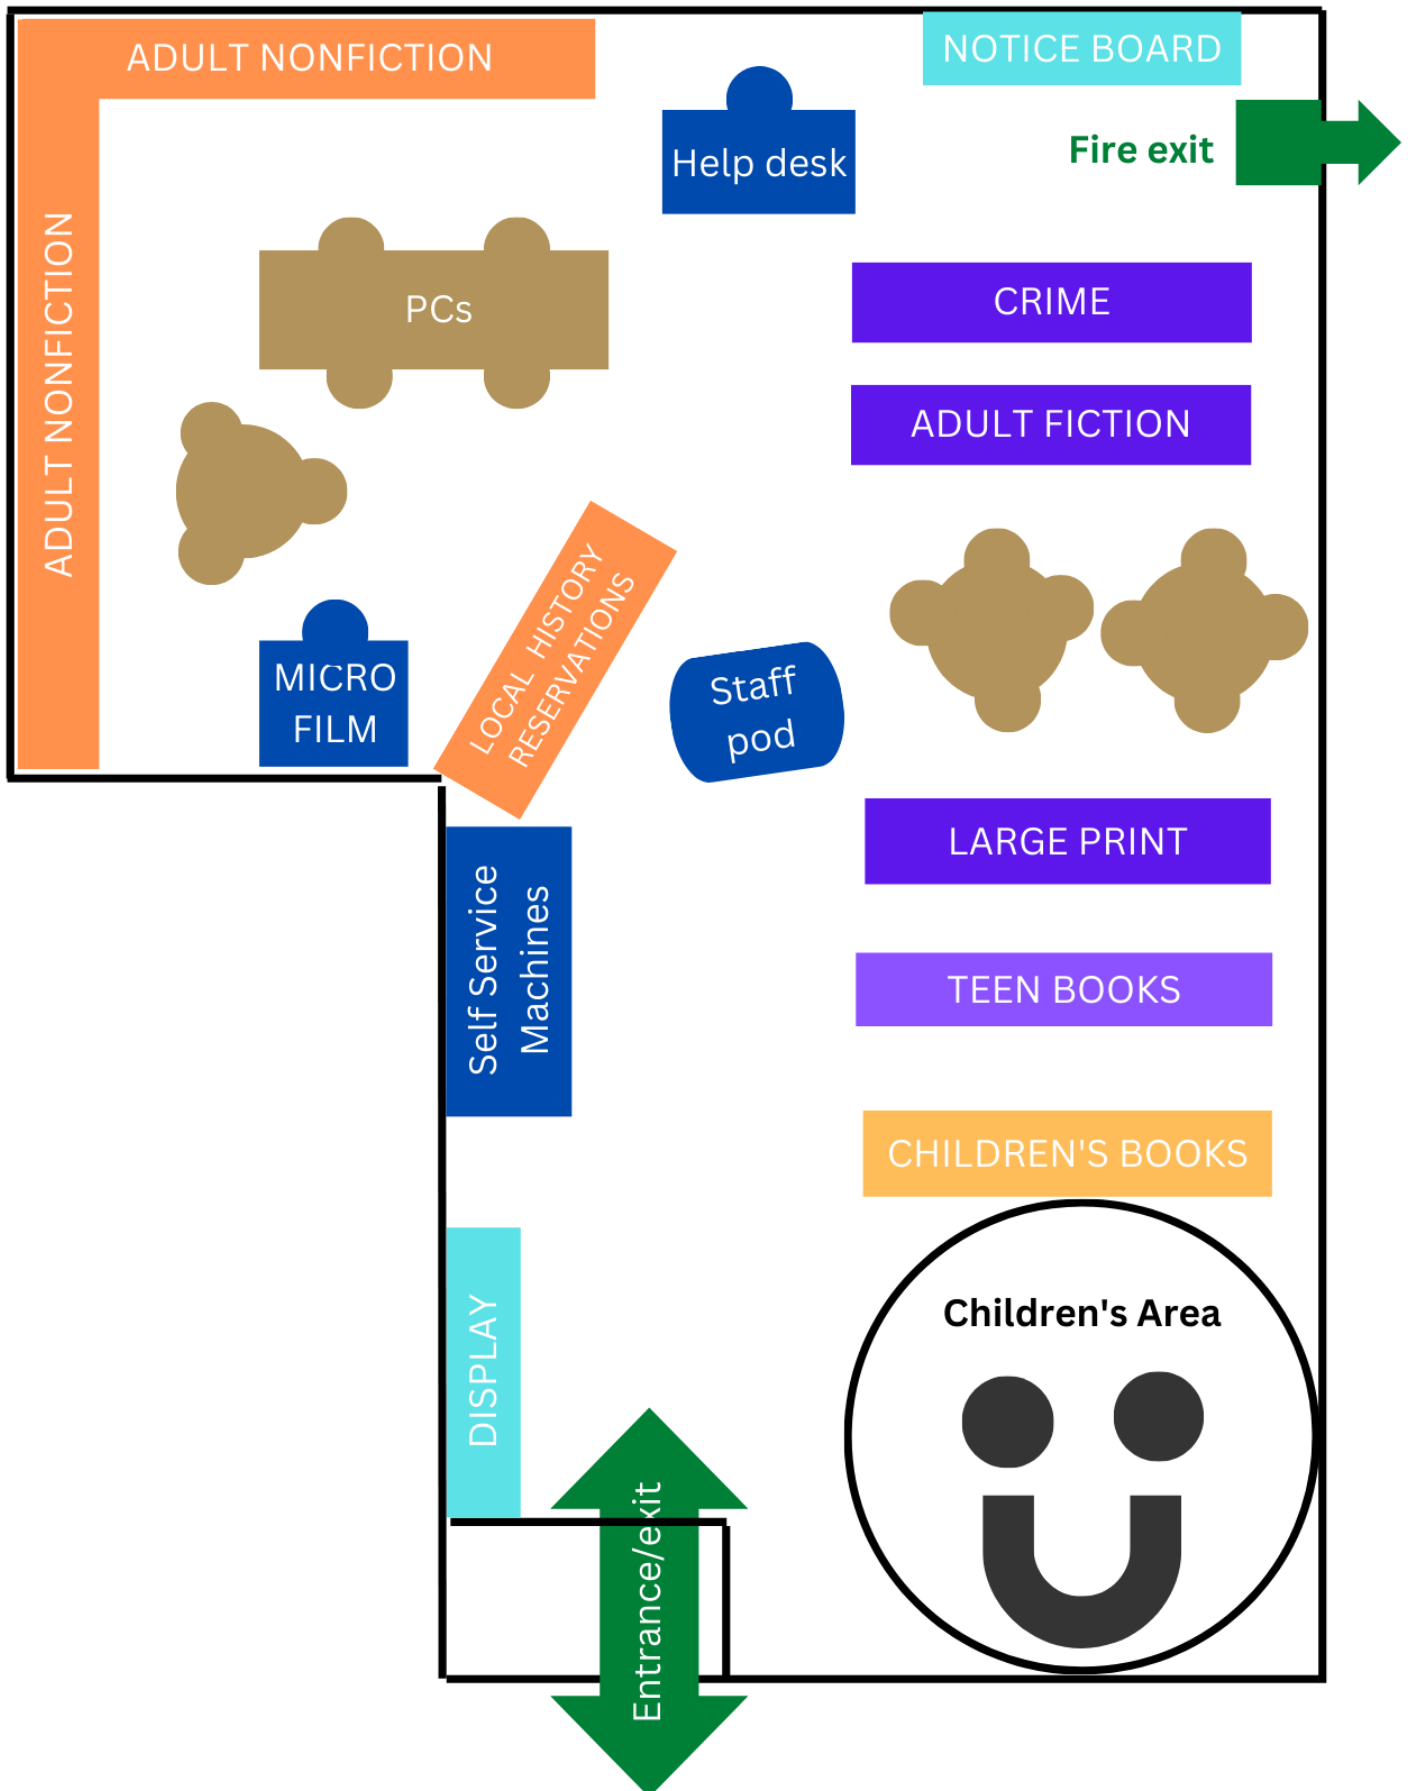 ADULT NONFICTION
NOTICE BOARD
Help desk
Fire exit
ADULT NONFICTION
PCs
CRIME
ADULT FICTION
LOCAL HISTORY
RESERVATIONS
MICRO
FILM
Staff
pod
LARGE PRINT
Self Service
Machines
TEEN BOOKS
CHILDREN'S BOOKS
DISPLAY
Children's Area
Entrance/exit